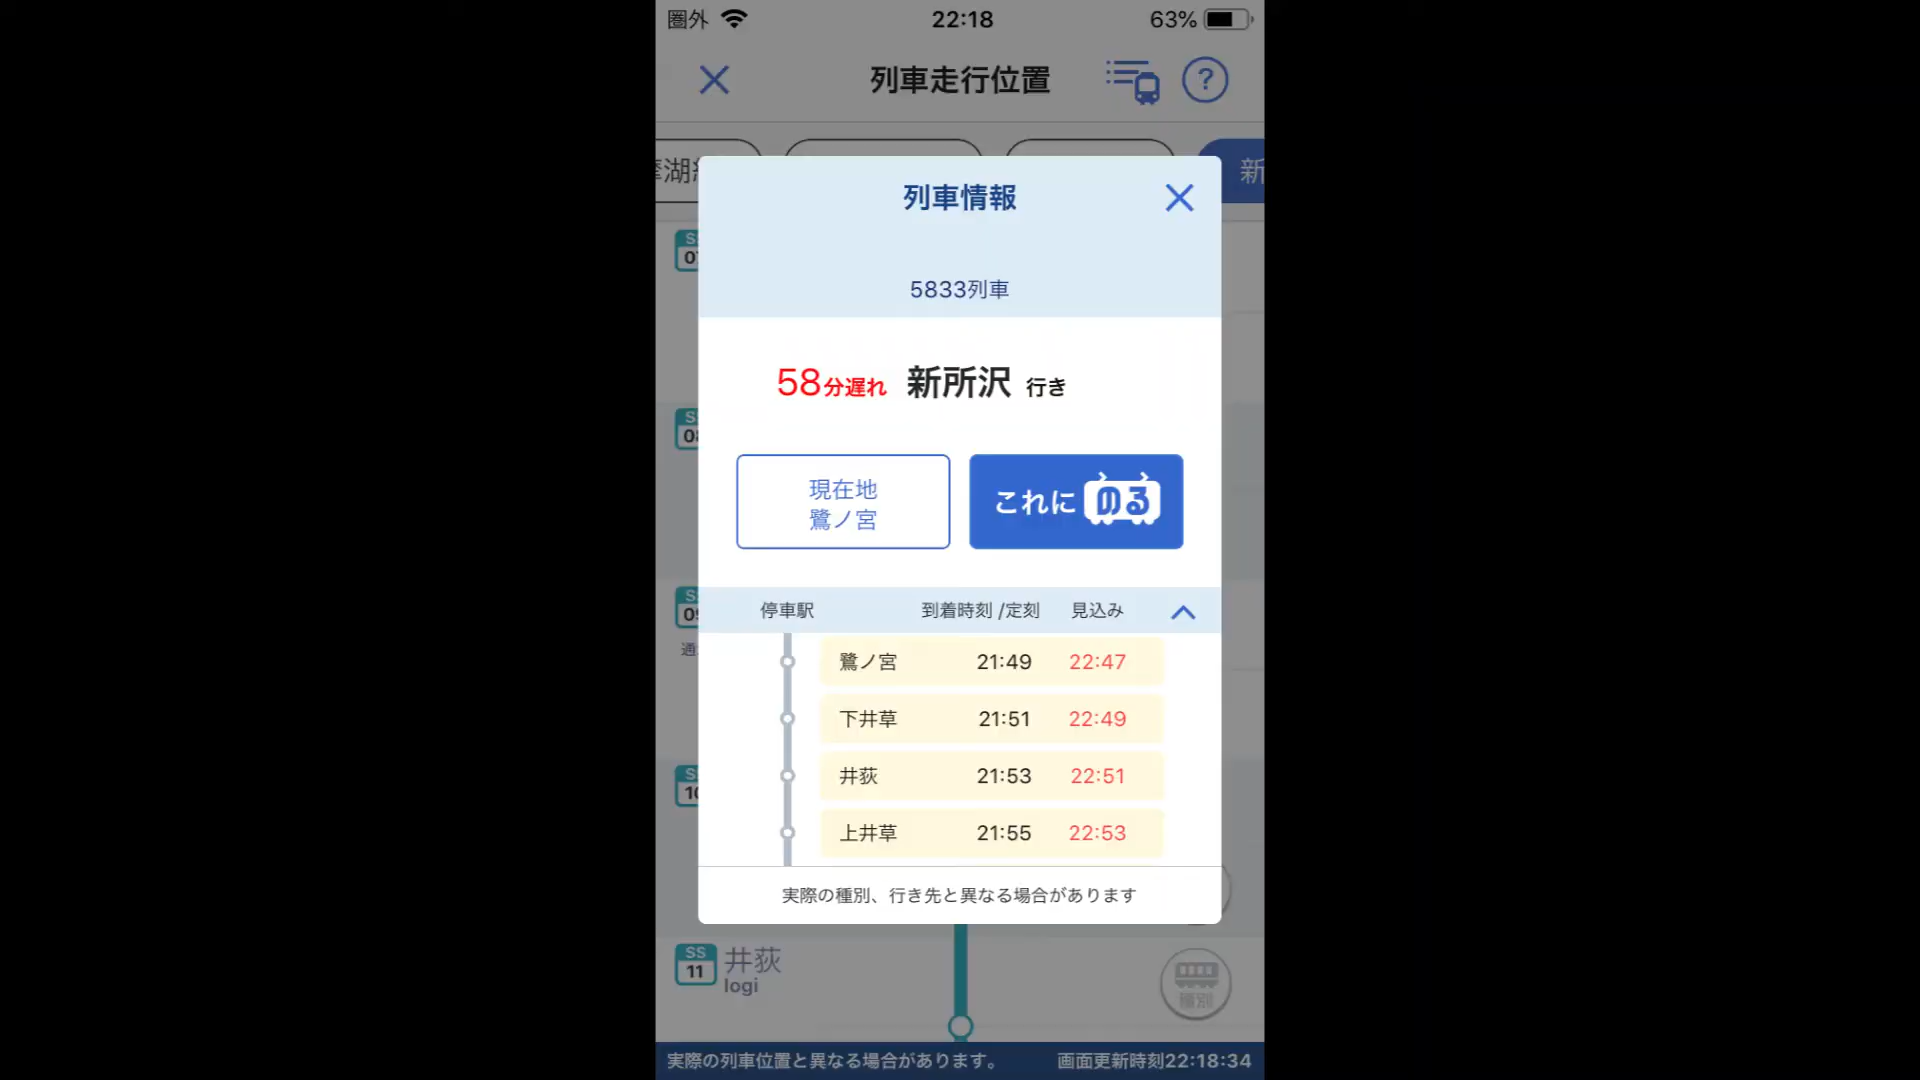 圏外 22:18 63%
列車走行位置 ?
湖 新
列車情報
5833列車
58分遅れ 新所沢 行き
現在地
鷺ノ宮
これに のる
停車駅 到着時刻 /定刻 見込み
鷺ノ宮 21:49 22:47
下井草 21:51 22:49
井荻 21:53 22:51
上井草 21:55 22:53
実際の種別、行き先と異なる場合があります
SS
11
井荻
Iogi
種別
実際の列車位置と異なる場合があります。 画面更新時刻22:18:34